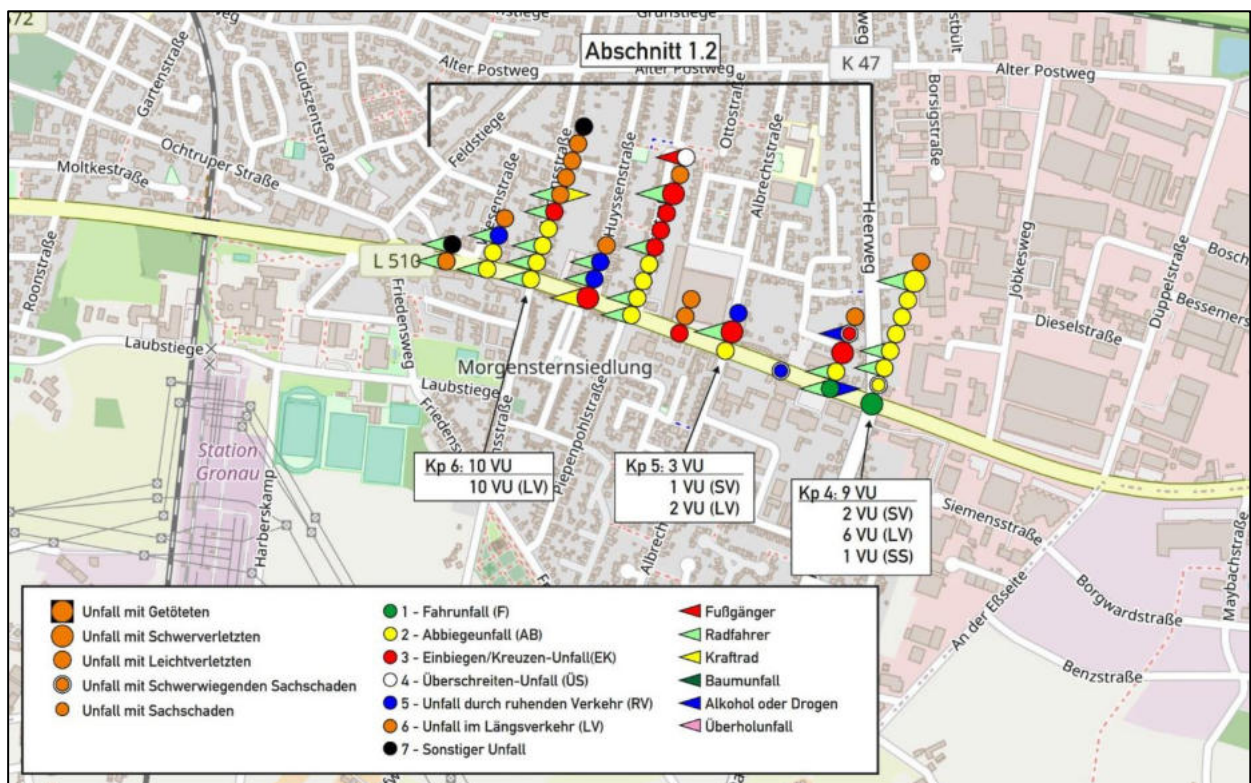 572
Grünstiege
Abschnitt 1.2
Alter Postweg
Alter Postweg
K 47
Alter Postweg
Gartenstraße
Gudszentstraße
Ochtruper Straße
Moltkestraße
Feldstiege
Huyssenstraße
Ottostraße
Albrechtstraße
Heerweg
Borsigstraße
Jöbkesweg
Düppelstraße
Bessemers
Bosch
Dieselstraße
Roonstraße
L 510
Friedensweg
Laubstiege
Laubstiege
Morgensternsiedlung
Piepenpohlstraße
Station
Gronau
Harberskamp
Kp 6: 10 VU
10 VU (LV)
Kp 5: 3 VU
1 VU (SV)
2 VU (LV)
Kp 4: 9 VU
2 VU (SV)
6 VU (LV)
1 VU (SS)
Siemensstraße
An der Eßseite
Borgwardstraße
Maybachstraße
Benzstraße
Unfall mit Getöteten
Unfall mit Schwerverletzten
Unfall mit Leichtverletzten
Unfall mit Schwerwiegenden Sachschaden
Unfall mit Sachschaden
1 - Fahrunfall (F)
2 - Abbiegeunfall (AB)
3 - Einbiegen/Kreuzen-Unfall(EK)
4 - Überschreiten-Unfall (ÜS)
5 - Unfall durch ruhenden Verkehr (RV)
6 - Unfall im Längsverkehr (LV)
7 - Sonstiger Unfall
Fußgänger
Radfahrer
Kraftrad
Baumunfall
Alkohol oder Drogen
Überholunfall